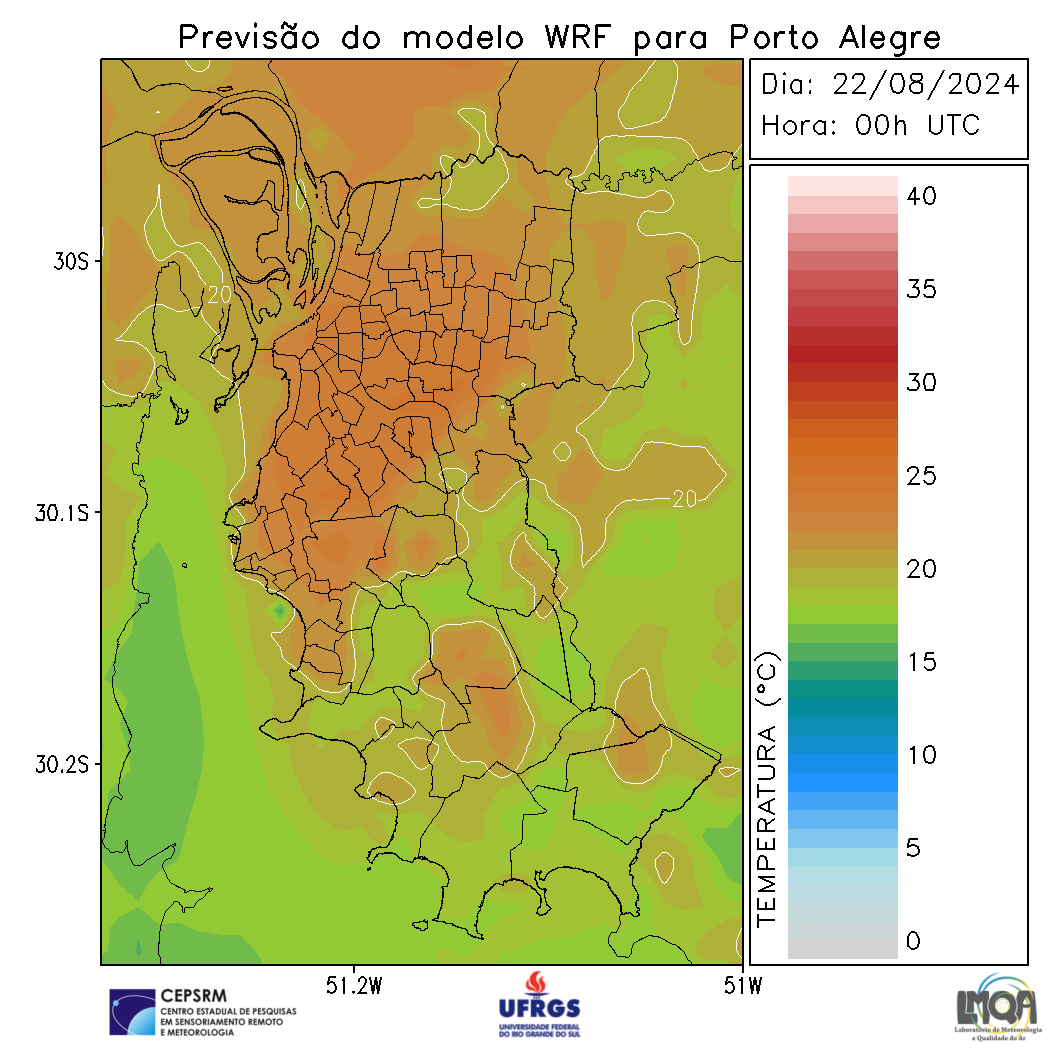 Previsão do modelo WRF para Porto Alegre
Dia: 22/08/2024
Hora: 00h UTC
30S
30.1S
30.2S
51.2W
51W
20
20
TEMPERATURA (°C)
40
35
30
25
20
15
10
5
0
CEPSRM
CENTRO ESTADUAL DE PESQUISAS
EM SENSORIAMENTO REMOTO
E METEOROLOGIA
UFRGS
UNIVERSIDADE FEDERAL
DO RIO GRANDE DO SUL
LMQA
Laboratório de Meteorologia
e Qualidade do Ar